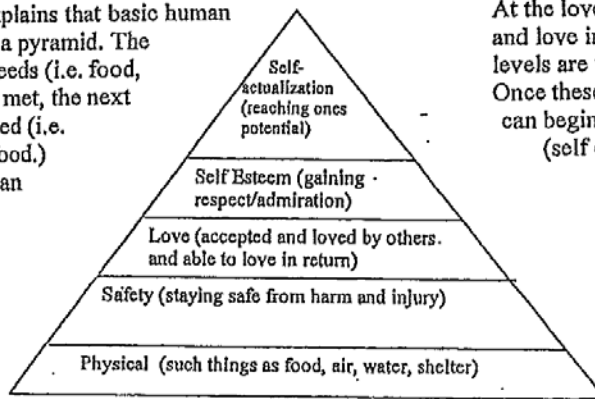 plains that basic human
a pyramid. The
eeds (i.e. food,
met, the next
ed (i.e.
ood.)
an
At the love
and love in
levels are
Once these
can begin
(self
Self-
actualization
(reaching ones
potential)
Self Esteem (gaining
respect/admiration)
Love (accepted and loved by others.
and able to love in return)
Safety (staying safe from harm and injury)
Physical (such things as food, air, water, shelter)